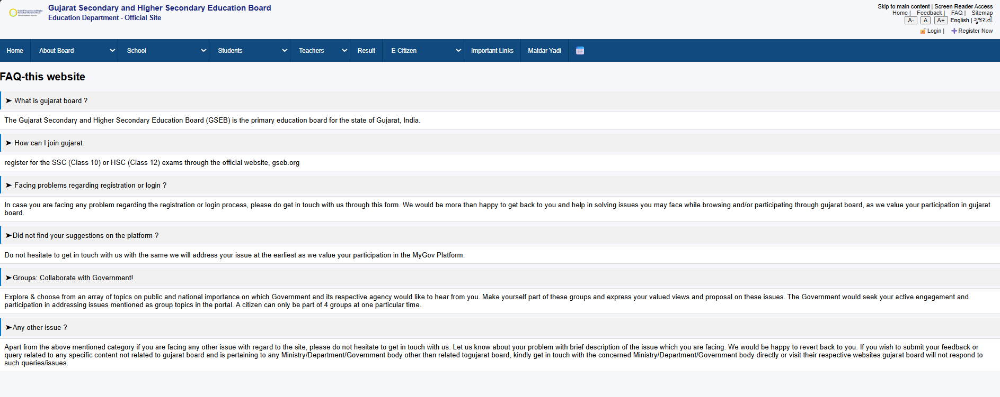 Gujarat Secondary and Higher Secondary Education Board
Education Department - Official Site
Skip to main content | Screen Reader Access
Home | Feedback | FAQ | Sitemap
A- A A+ English | ગુજરાતી
Login | Register Now
Home About Board School Students Teachers Result E-Citizen Important Links Matdar Yadi
FAQ-this website
➤ What is gujarat board ?
The Gujarat Secondary and Higher Secondary Education Board (GSEB) is the primary education board for the state of Gujarat, India.
➤ How can I join gujarat
register for the SSC (Class 10) or HSC (Class 12) exams through the official website, gseb.org
➤ Facing problems regarding registration or login ?
In case you are facing any problem regarding the registration or login process, please do get in touch with us through this form. We would be more than happy to get back to you and help in solving issues you may face while browsing and/or participating through gujarat board, as we value your participation in gujarat
board.
➤Did not find your suggestions on the platform ?
Do not hesitate to get in touch with us with the same we will address your issue at the earliest as we value your participation in the MyGov Platform.
➤Groups: Collaborate with Government!
Explore & choose from an array of topics on public and national importance on which Government and its respective agency would like to hear from you. Make yourself part of these groups and express your valued views and proposal on these issues. The Government would seek your active engagement and
participation in addressing issues mentioned as group topics in the portal. A citizen can only be part of 4 groups at one particular time.
➤Any other issue ?
Apart from the above mentioned category if you are facing any other issue with regard to the site, please do not hesitate to get in touch with us. Let us know about your problem with brief description of the issue which you are facing. We would be happy to revert back to you. If you wish to submit your feedback or
query related to any specific content not related to gujarat board and is pertaining to any Ministry/Department/Government body other than related togujarat board, kindly get in touch with the concerned Ministry/Department/Government body directly or visit their respective websites.gujarat board will not respond to
such queries/issues.